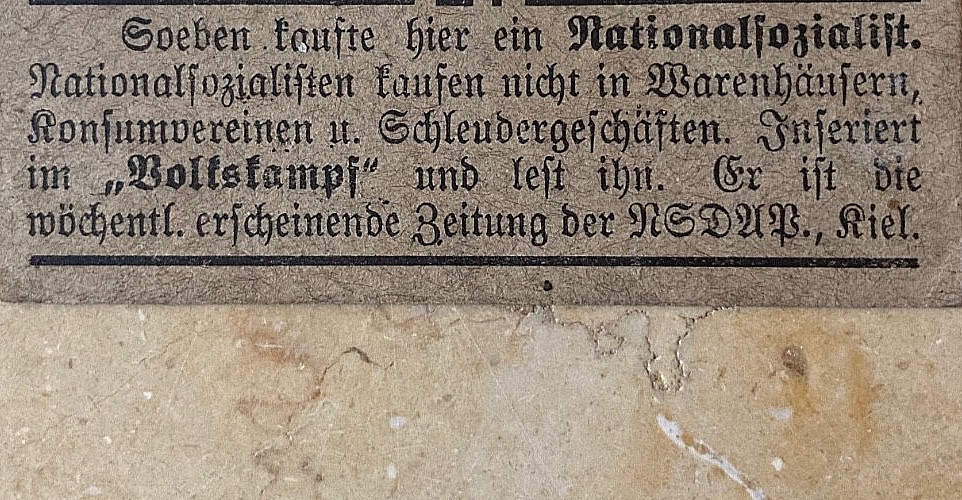 Soeben kaufte hier ein Nationalsozialist.
Nationalsozialisten kaufen nicht in Warenhäusern,
Konsumvereinen u. Schleudergeschäften. Inseriert
im „Volkskampf“ und lest ihn. Er ist die
wöchentl. erscheinende Zeitung der NSDAP., Kiel.